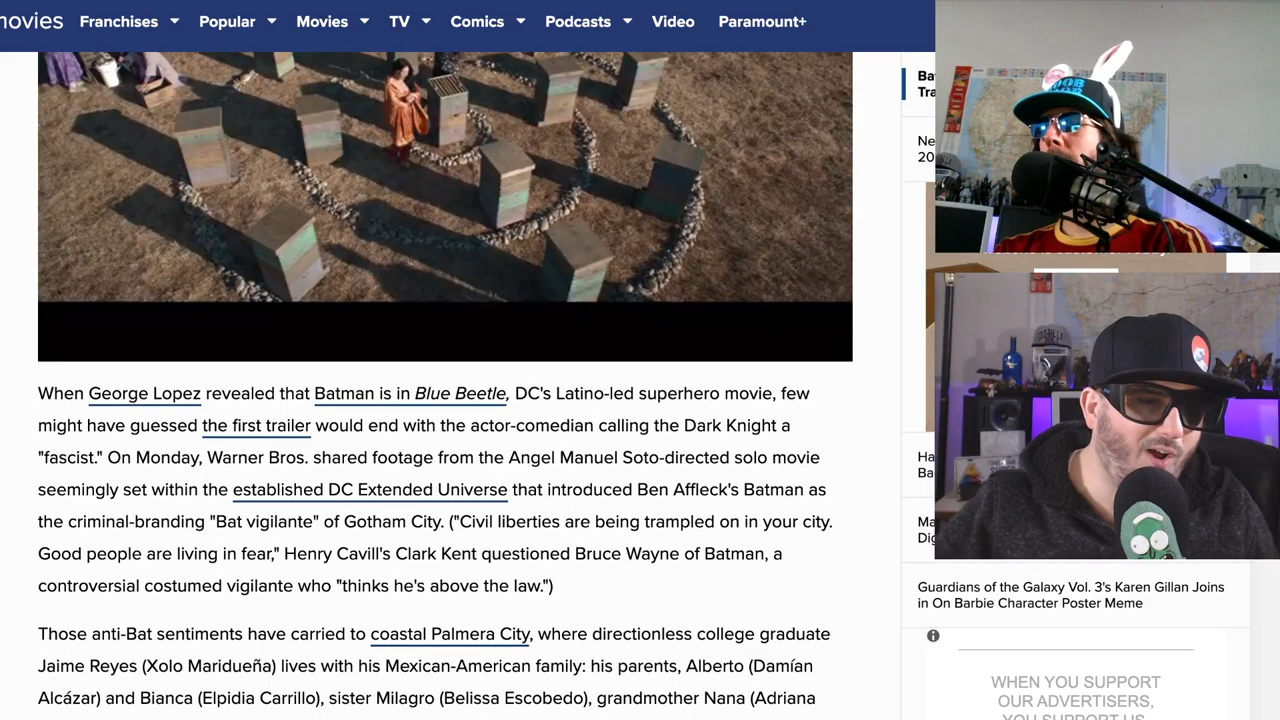 movies
Franchises Popular Movies TV Comics Podcasts Video Paramount+
When George Lopez revealed that Batman is in Blue Beetle, DC's Latino-led superhero movie, few
might have guessed the first trailer would end with the actor-comedian calling the Dark Knight a
"fascist." On Monday, Warner Bros. shared footage from the Angel Manuel Soto-directed solo movie
seemingly set within the established DC Extended Universe that introduced Ben Affleck's Batman as
the criminal-branding "Bat vigilante" of Gotham City. ("Civil liberties are being trampled on in your city.
Good people are living in fear," Henry Cavill's Clark Kent questioned Bruce Wayne of Batman, a
controversial costumed vigilante who "thinks he's above the law.")
Those anti-Bat sentiments have carried to coastal Palmera City, where directionless college graduate
Jaime Reyes (Xolo Maridueña) lives with his Mexican-American family: his parents, Alberto (Damían
Alcázar) and Bianca (Elpidia Carrillo), sister Milagro (Belissa Escobedo), grandmother Nana (Adriana
Guardians of the Galaxy Vol. 3's Karen Gillan Joins
in On Barbie Character Poster Meme
WHEN YOU SUPPORT
OUR ADVERTISERS,
YOU SUPPORT US